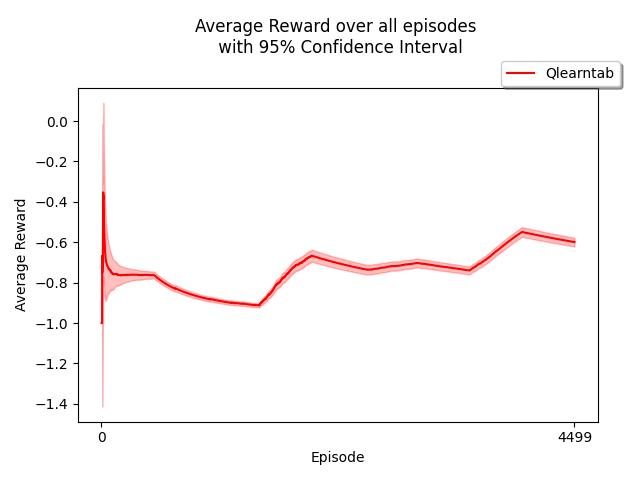 Average Reward over all episodes
with 95% Confidence Interval
Qlearntab
0.0
−0.2
−0.4
−0.6
−0.8
−1.0
−1.2
−1.4
Average Reward
0
4499
Episode